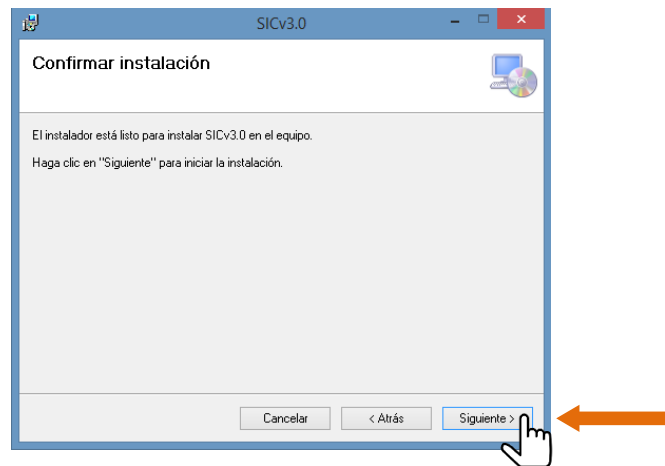 SICv3.0
Confirmar instalación
El instalador está listo para instalar SICv3.0 en el equipo.
Haga clic en "Siguiente" para iniciar la instalación.
Cancelar
< Atrás
Siguiente >